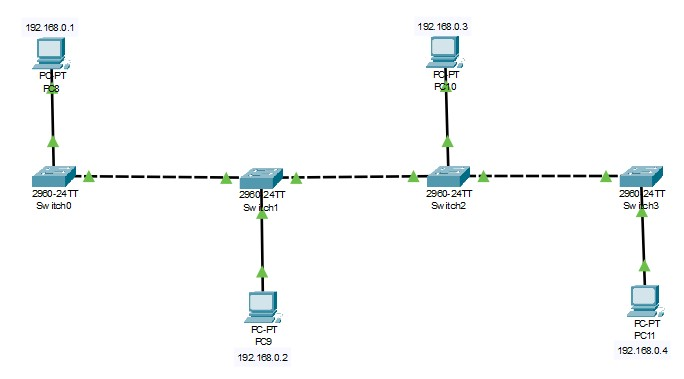 192.168.0.1
PC-PT
PC8
192.168.0.3
PC-PT
PC10
2960-24TT
Switch0
2960-24TT
Switch1
2960-24TT
Switch2
2960-24TT
Switch3
PC-PT
PC9
192.168.0.2
PC-PT
PC11
192.168.0.4